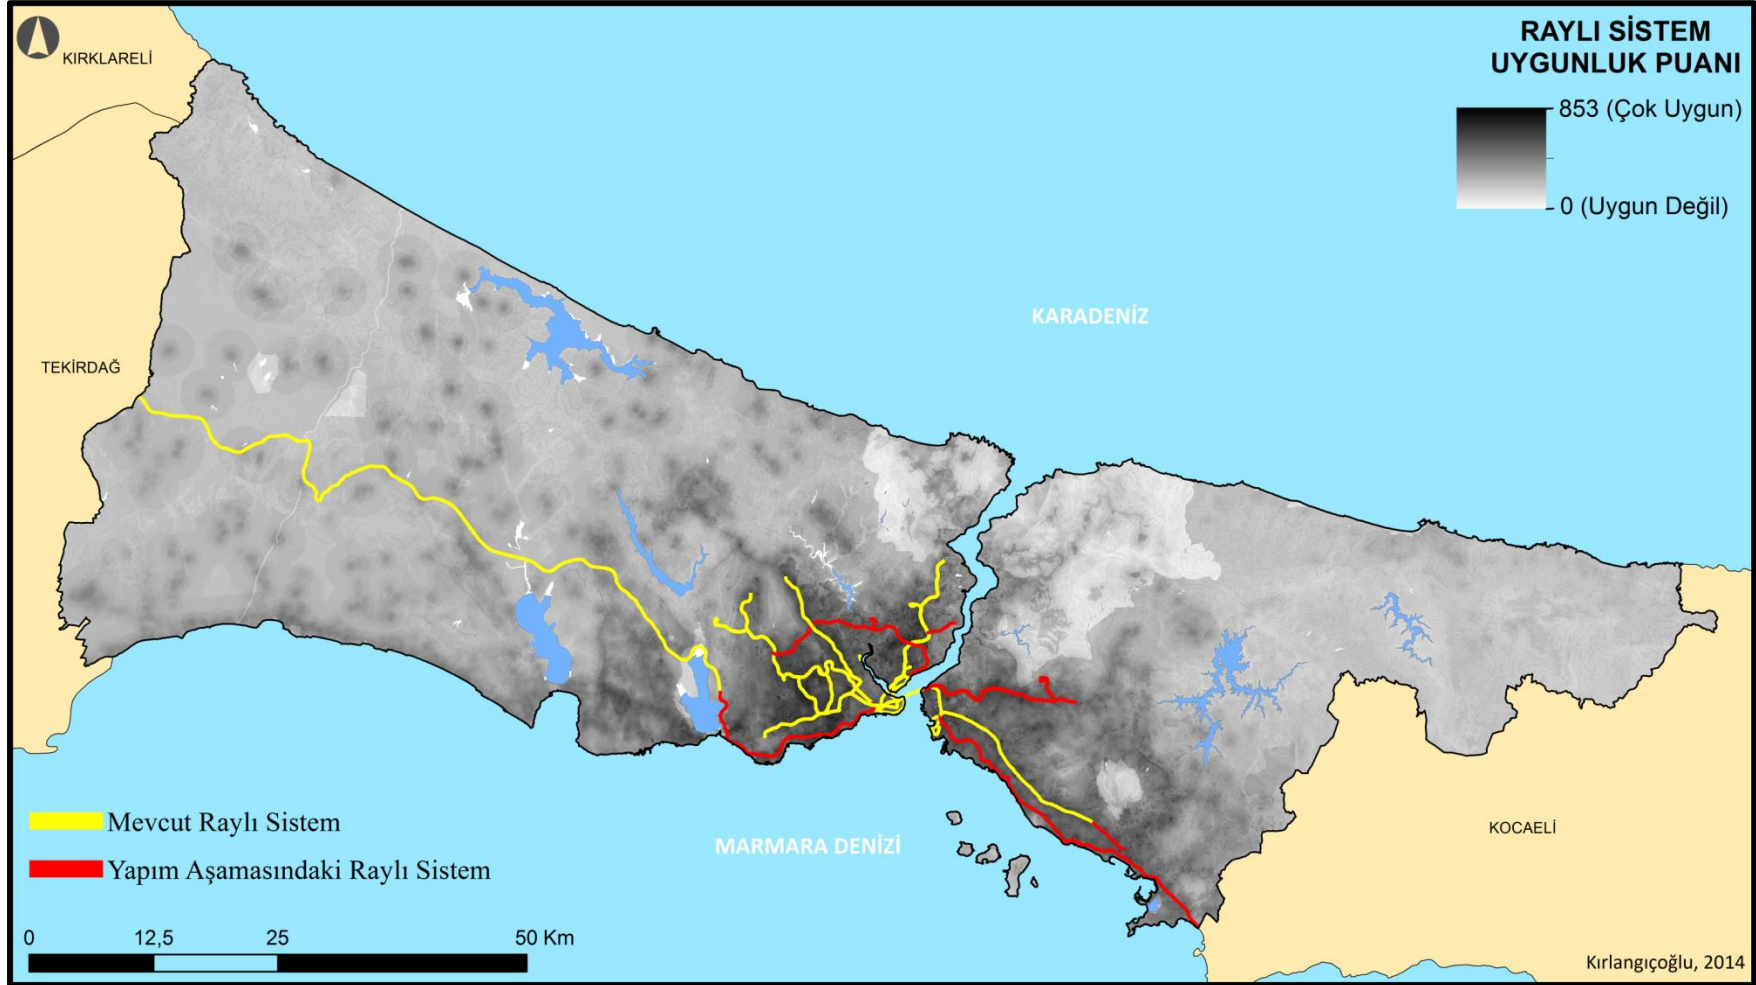 RAYLI SİSTEM
UYGUNLUK PUANI
853 (Çok Uygun)
0 (Uygun Değil)
KIRKLARELİ
KARADENİZ
TEKİRDAĞ
KOCAELİ
MARMARA DENİZİ
Mevcut Raylı Sistem
Yapım Aşamasındaki Raylı Sistem
0 12,5 25 50 Km
Kırlangıçoğlu, 2014